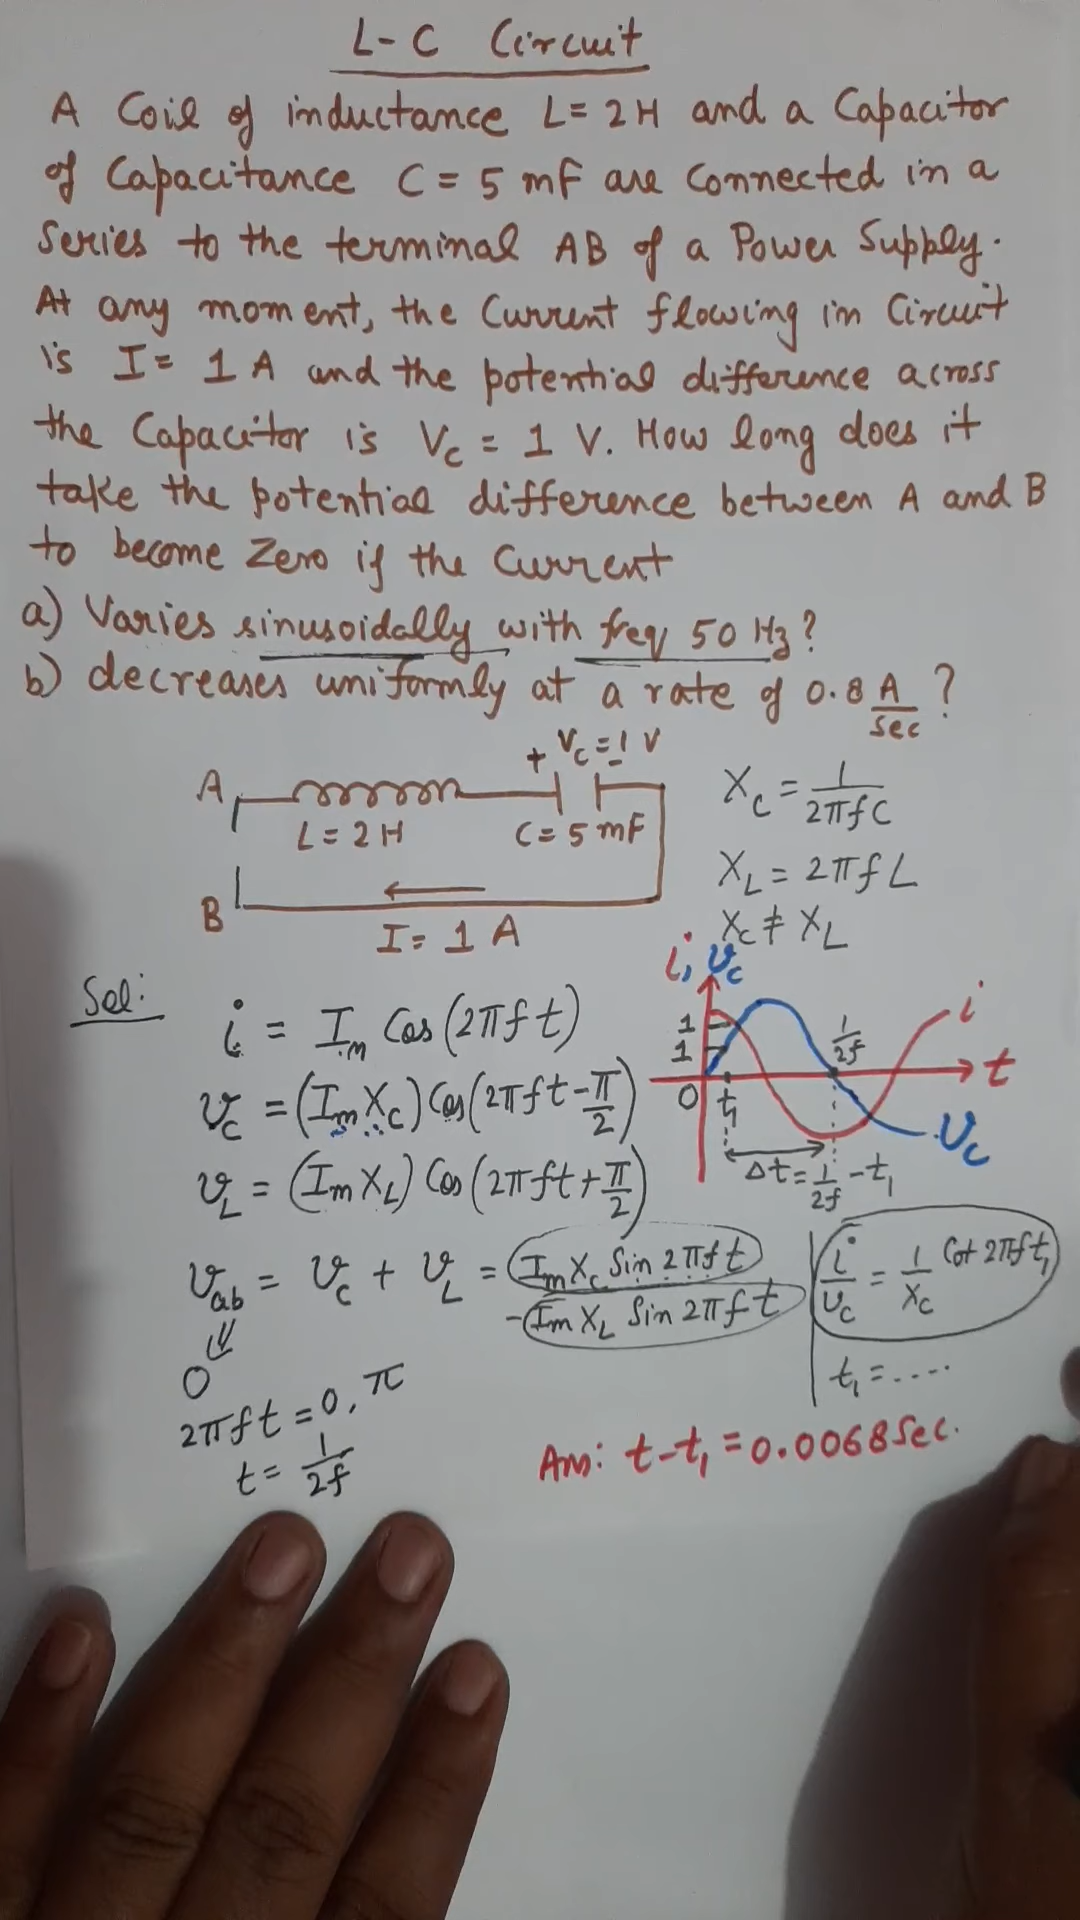 L-C Circuit
A Coil of inductance L= 2H and a Capacitor
of Capacitance C = 5 mF are Connected in a
Series to the terminal AB of a Power Supply.
At any moment, the Current flowing in Circuit
is I= 1 A and the potential difference across
the Capacitor is Vc = 1 V. How long does it
take the potential difference between A and B
to become Zero if the Current
a) Varies sinusoidally with freq 50 Hz?
b) decreases uniformly at a rate of 0.8 A/sec ?
+ Vc = 1 V -
A
L= 2H
C= 5 mF
B
I= 1 A
Xc = 1/2πfC
XL = 2πfL
Xc ≠ XL
i, vc
1
1
0
t1
1/2f
i
t
vc
Δt = 1/2f - t1
Sol:
i = Im Cos(2πft)
vc = (Im Xc) Cos(2πft - π/2)
vL = (Im XL) Cos(2πft + π/2)
vab = vc + vL = Im Xc Sin 2πft
- Im XL Sin 2πft
i/vc = 1/Xc Cot 2πft1
t1 = ....
0
2πft = 0, π
t = 1/2f
Ans: t-t1 = 0.0068 Sec.